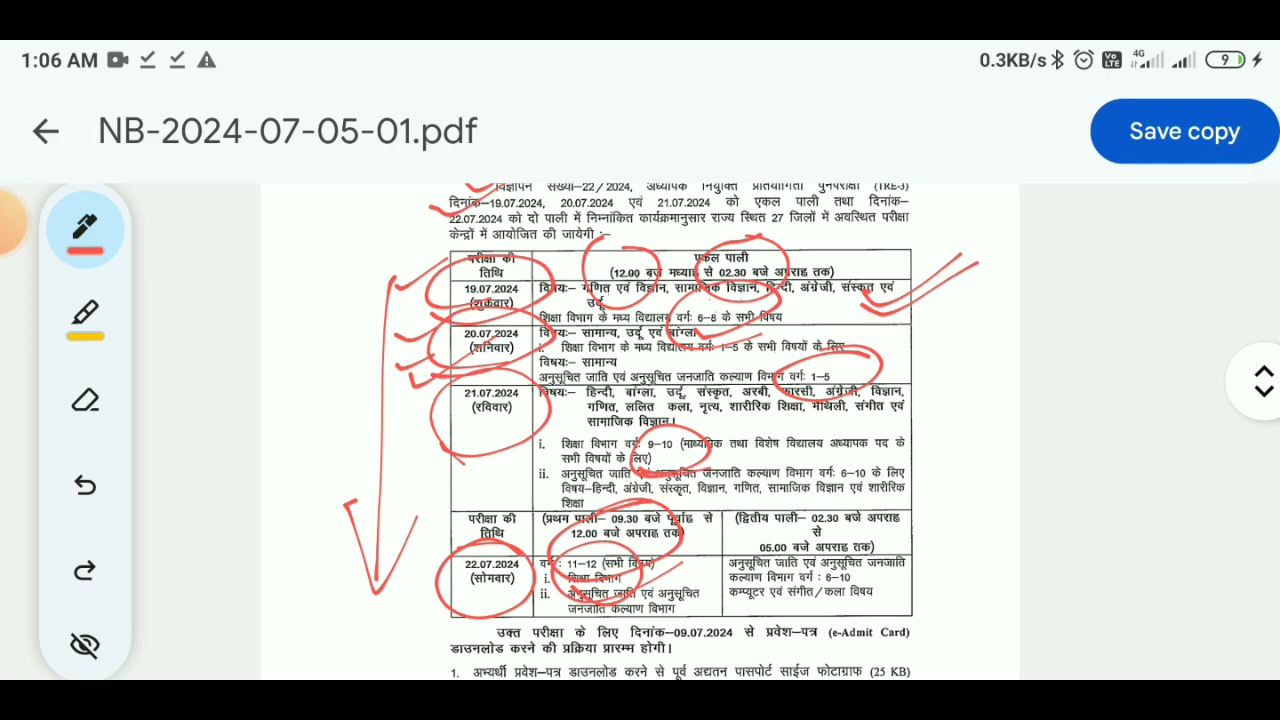 1:06 AM
0.3KB/s 4G VO LTE 9
NB-2024-07-05-01.pdf
Save copy
विज्ञापन संख्या–22/2024, अध्यापक नियुक्ति प्रतियोगिता पुनर्परीक्षा (TRE-3)
दिनांक–19.07.2024, 20.07.2024 एवं 21.07.2024 को एकल पाली तथा दिनांक–
22.07.2024 को दो पाली में निम्नांकित कार्यक्रमानुसार राज्य स्थित 27 जिलों में अवस्थित परीक्षा
केन्द्रों में आयोजित की जायेगी :–
परीक्षा की तिथि
एकल पाली
(12.00 बजे मध्याह्न से 02.30 बजे अपराह्न तक)
19.07.2024
(शुक्रवार)
विषयः– गणित एवं विज्ञान, सामाजिक विज्ञान, हिन्दी, अंग्रेजी, संस्कृत एवं
उर्दू
शिक्षा विभाग के मध्य विद्यालय वर्गः 6–8 के सभी विषय
20.07.2024
(शनिवार)
विषयः– सामान्य, उर्दू एवं बांग्ला
i. शिक्षा विभाग के मध्य विद्यालय वर्गः 1–5 के सभी विषयों के लिए
विषयः– सामान्य
अनुसूचित जाति एवं अनुसूचित जनजाति कल्याण विभाग वर्गः 1–5
21.07.2024
(रविवार)
विषयः– हिन्दी, बांग्ला, उर्दू, संस्कृत, अरबी, फारसी, अंग्रेजी, विज्ञान,
गणित, ललित कला, नृत्य, शारीरिक शिक्षा, मैथिली, संगीत एवं
सामाजिक विज्ञान।
i. शिक्षा विभाग वर्गः 9–10 (माध्यमिक तथा विशेष विद्यालय अध्यापक पद के
सभी विषयों के लिए)
ii. अनुसूचित जाति एवं अनुसूचित जनजाति कल्याण विभाग वर्गः 6–10 के लिए
विषय–हिन्दी, अंग्रेजी, संस्कृत, विज्ञान, गणित, सामाजिक विज्ञान एवं शारीरिक
शिक्षा
परीक्षा की
तिथि
(प्रथम पाली– 09.30 बजे पूर्वाह्न से
12.00 बजे अपराह्न तक)
(द्वितीय पाली– 02.30 बजे अपराह्न
से
05.00 बजे अपराह्न तक)
22.07.2024
(सोमवार)
वर्ग : 11–12 (सभी विषय)
i. शिक्षा विभाग
ii. अनुसूचित जाति एवं अनुसूचित
जनजाति कल्याण विभाग
अनुसूचित जाति एवं अनुसूचित जनजाति
कल्याण विभाग वर्ग : 6–10
कम्प्यूटर एवं संगीत/कला विषय
उक्त परीक्षा के लिए दिनांक–09.07.2024 से प्रवेश–पत्र (e-Admit Card)
डाउनलोड करने की प्रक्रिया प्रारम्भ होगी।
1. अभ्यर्थी प्रवेश–पत्र डाउनलोड करने से पूर्व अद्यतन पासपोर्ट साईज फोटोग्राफ (25 KB)